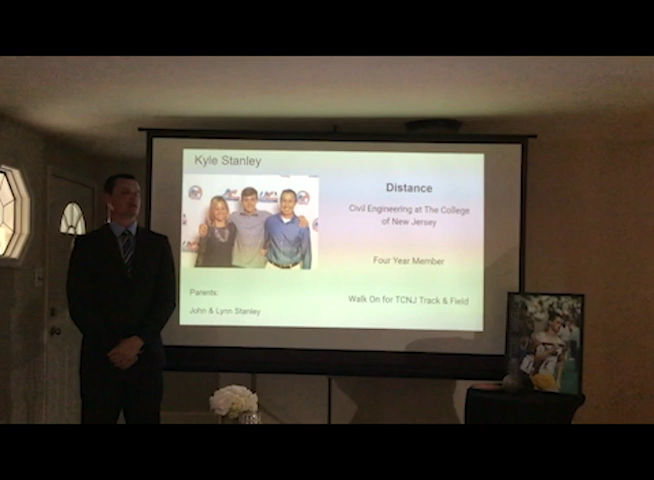 Kyle Stanley
Distance
Civil Engineering at The College
of New Jersey
Four Year Member
Parents:
Walk On for TCNJ Track & Field
John & Lynn Stanley